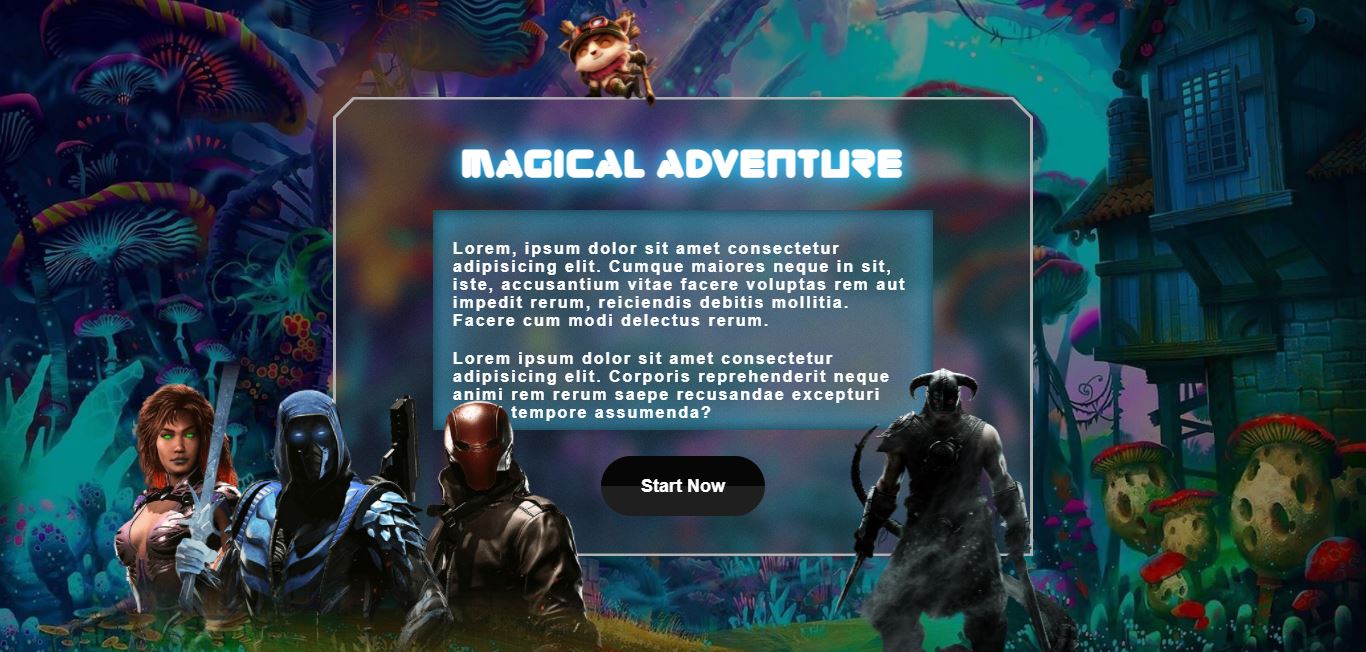 MAGICAL ADVENTURE
Lorem, ipsum dolor sit amet consectetur
adipisicing elit. Cumque maiores neque in sit,
iste, accusantium vitae facere voluptas rem aut
impedit rerum, reiciendis debitis mollitia.
Facere cum modi delectus rerum.
Lorem ipsum dolor sit amet consectetur
adipisicing elit. Corporis reprehenderit neque
animi rem rerum saepe recusandae excepturi
tempore assumenda?
Start Now